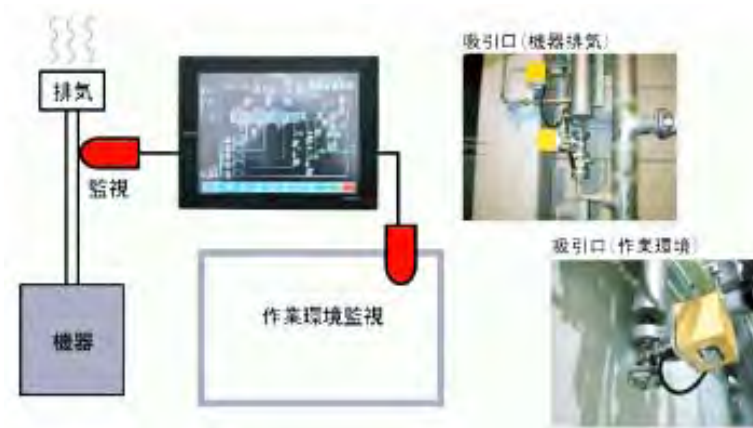 排気
監視
機器
作業環境監視
吸引口(機器排気)
吸引口(作業環境)